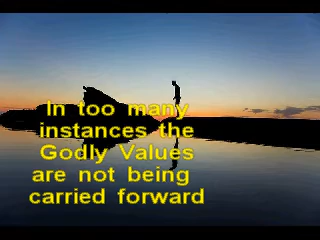 In too many
instances the
Godly Values
are not being
carried forward